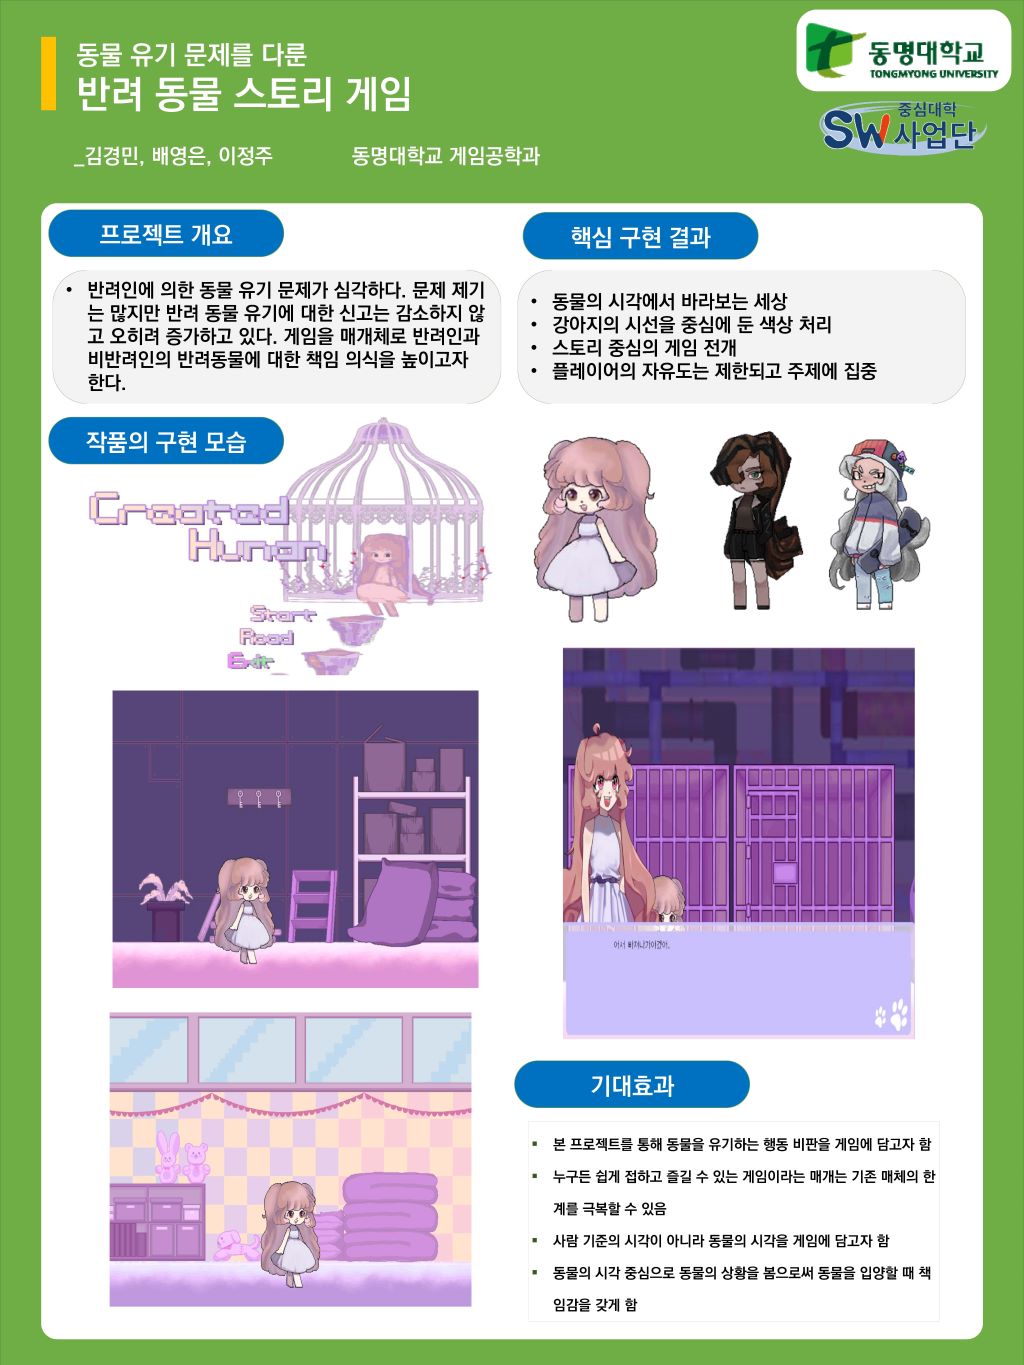 동물 유기 문제를 다룬
반려 동물 스토리 게임
_김경민, 배영은, 이정주 동명대학교 게임공학과
동명대학교
TONGMYONG UNIVERSITY
중심대학
SW사업단
프로젝트 개요
• 반려인에 의한 동물 유기 문제가 심각하다. 문제 제기
는 많지만 반려 동물 유기에 대한 신고는 감소하지 않
고 오히려 증가하고 있다. 게임을 매개체로 반려인과
비반려인의 반려동물에 대한 책임 의식을 높이고자
한다.
핵심 구현 결과
• 동물의 시각에서 바라보는 세상
• 강아지의 시선을 중심에 둔 색상 처리
• 스토리 중심의 게임 전개
• 플레이어의 자유도는 제한되고 주제에 집중
작품의 구현 모습
Created
Human
Start
Road
Exit
어서 빠져나가야겠어.
기대효과
▪ 본 프로젝트를 통해 동물을 유기하는 행동 비판을 게임에 담고자 함
▪ 누구든 쉽게 접하고 즐길 수 있는 게임이라는 매개는 기존 매체의 한
계를 극복할 수 있음
▪ 사람 기준의 시각이 아니라 동물의 시각을 게임에 담고자 함
▪ 동물의 시각 중심으로 동물의 상황을 봄으로써 동물을 입양할 때 책
임감을 갖게 함